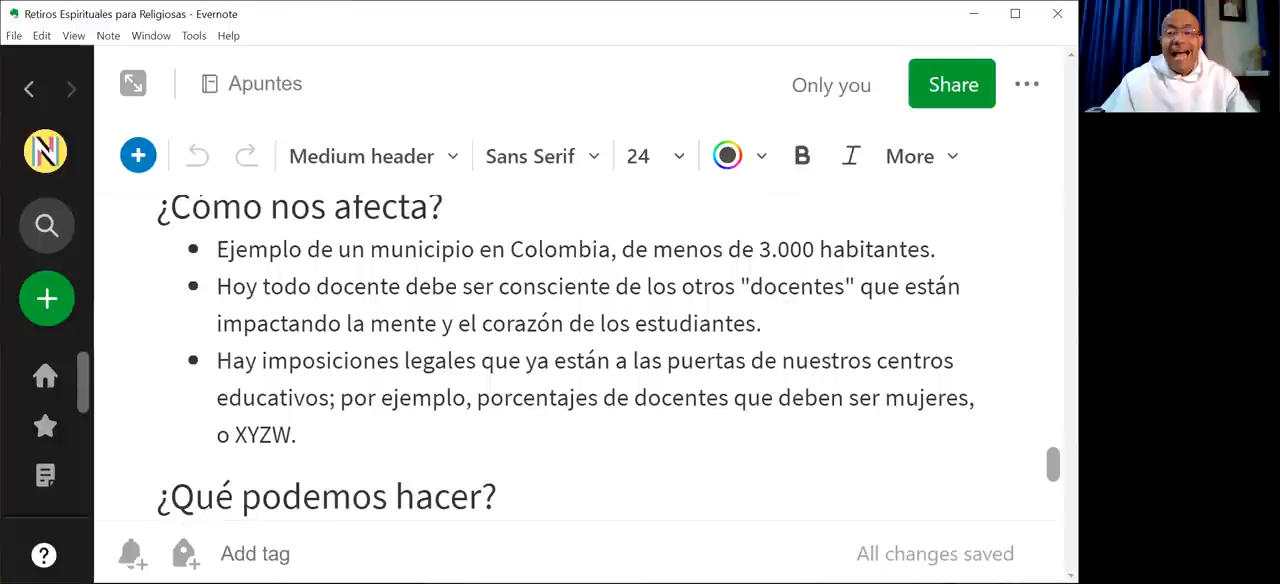 Retiros Espirituales para Religiosas - Evernote
File Edit View Note Window Tools Help
Apuntes
Only you
Share
Medium header
Sans Serif
24
B
I
More
¿Cómo nos afecta?
Ejemplo de un municipio en Colombia, de menos de 3.000 habitantes.
Hoy todo docente debe ser consciente de los otros "docentes" que están
impactando la mente y el corazón de los estudiantes.
Hay imposiciones legales que ya están a las puertas de nuestros centros
educativos; por ejemplo, porcentajes de docentes que deben ser mujeres,
o XYZW.
¿Qué podemos hacer?
Add tag
All changes saved